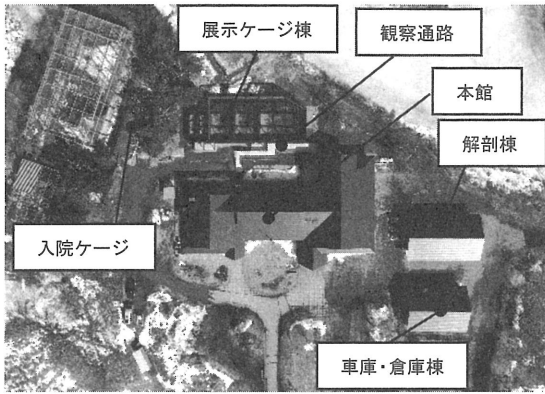 展示ケージ棟
観察通路
本館
解剖棟
入院ケージ
車庫・倉庫棟